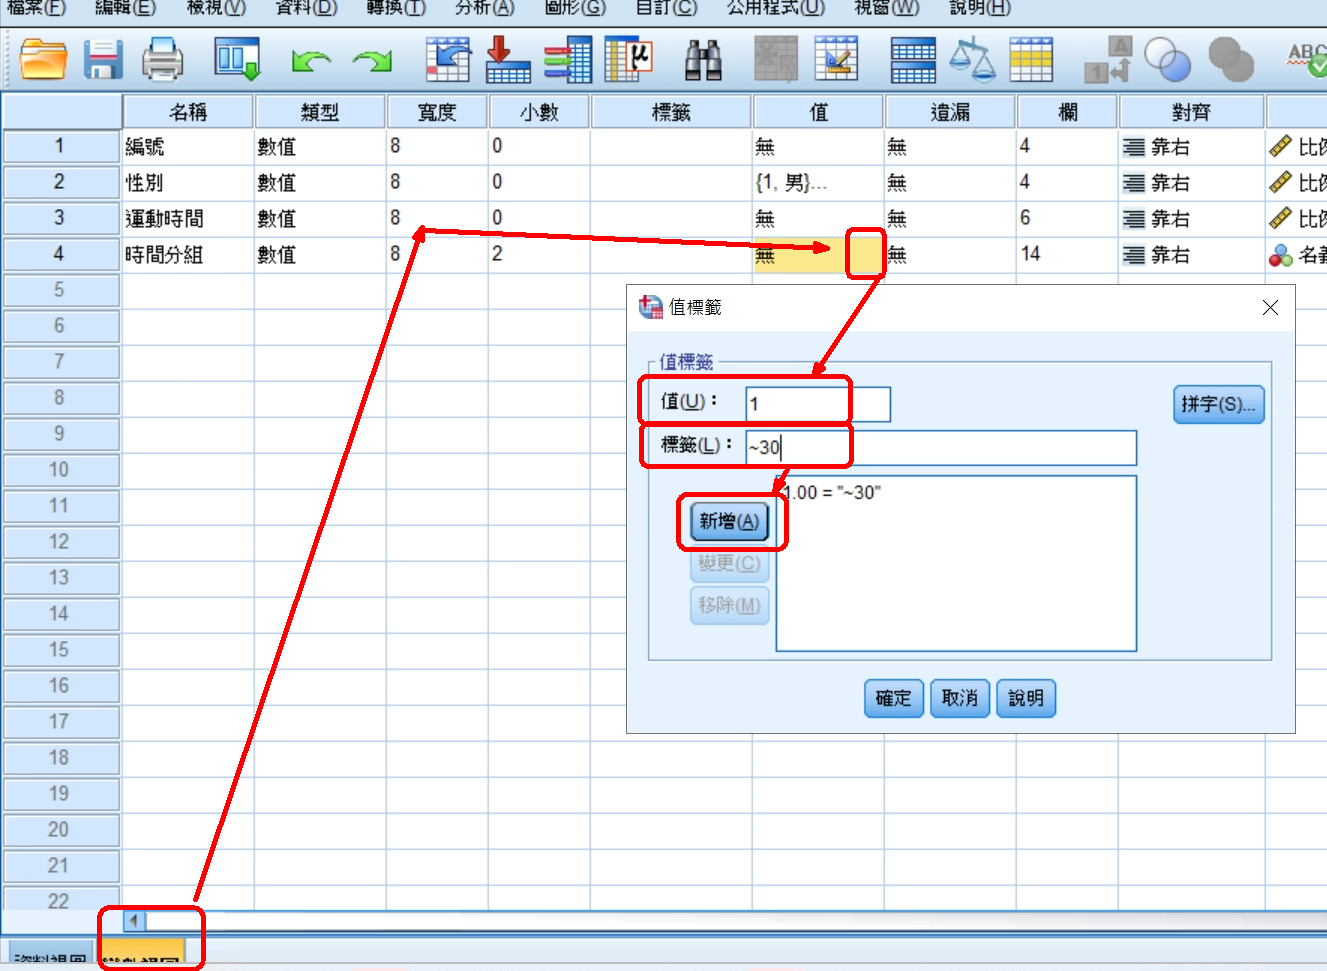 檔案(F) 編輯(E) 檢視(V) 資料(D) 轉換(T) 分析(A) 圖形(G) 自訂(C) 公用程式(U) 視窗(W) 說明(H)
μ A 1 ABC
名稱 類型 寬度 小數 標籤 值 遺漏 欄 對齊
1 編號 數值 8 0 無 無 4 靠右 比例
2 性別 數值 8 0 {1, 男}... 無 4 靠右 比例
3 運動時間 數值 8 0 無 無 6 靠右 比例
4 時間分組 數值 8 2 無 無 14 靠右 名義
5
6
7
8
9
10
11
12
13
14
15
16
17
18
19
20
21
22
值標籤
值標籤
值(U)： 1
拼字(S)...
標籤(L)： ~30
1.00 = "~30"
新增(A)
變更(C)
移除(M)
確定 取消 說明
資料視圖 變數視圖